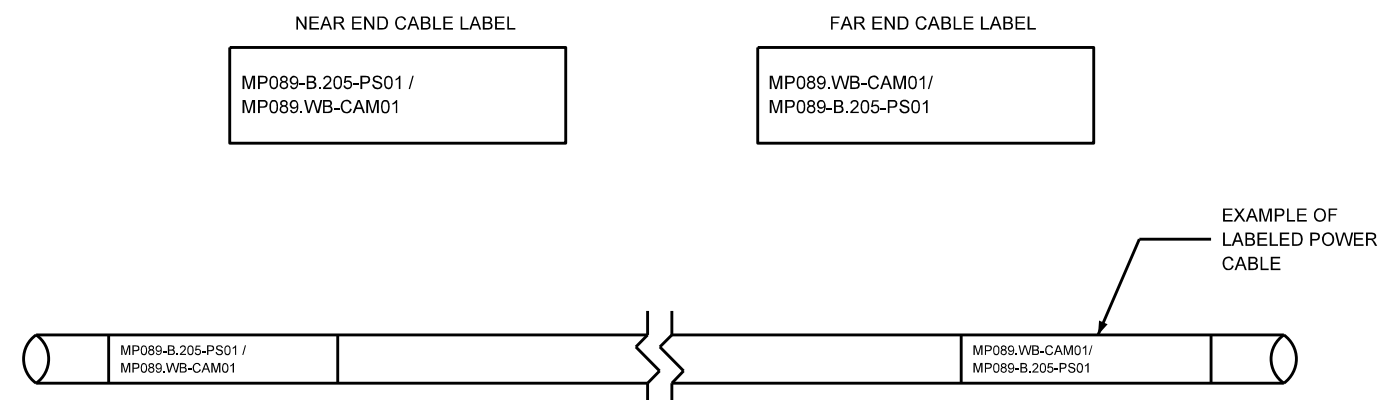 NEAR END CABLE LABEL
MP089-B.205-PS01 /
MP089.WB-CAM01
FAR END CABLE LABEL
MP089.WB-CAM01/
MP089-B.205-PS01
EXAMPLE OF
LABELED POWER
CABLE
MP089-B.205-PS01 /
MP089.WB-CAM01
MP089.WB-CAM01/
MP089-B.205-PS01